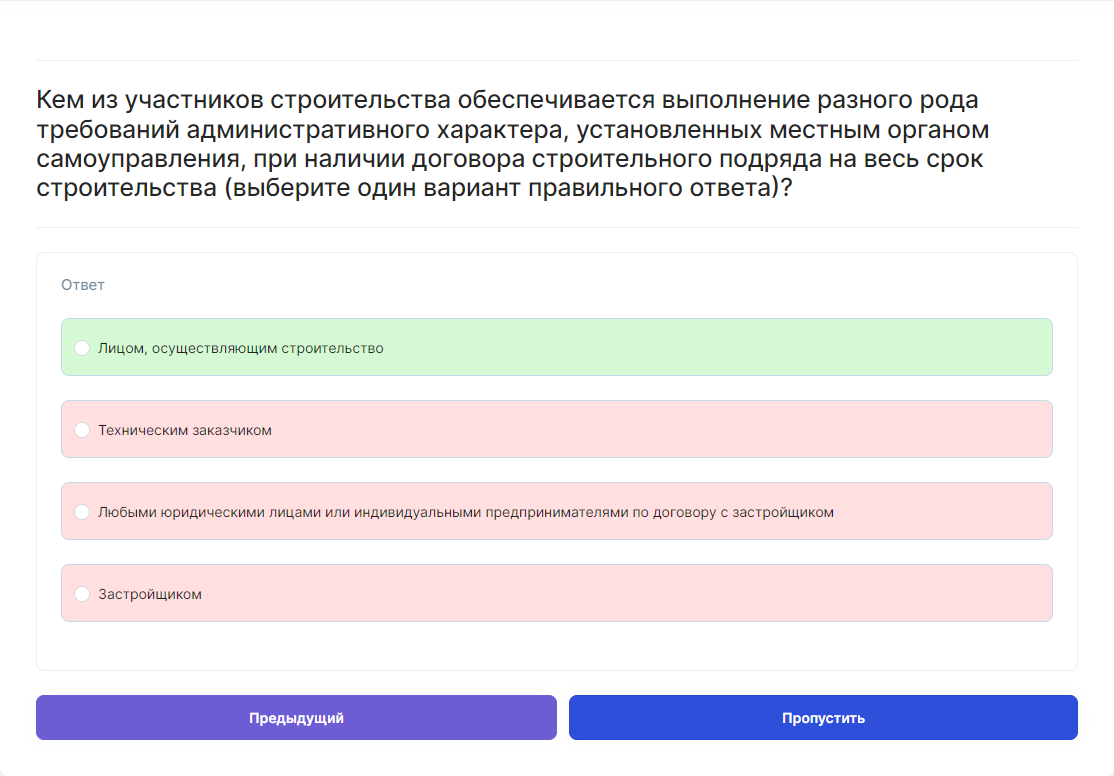 Кем из участников строительства обеспечивается выполнение разного рода
требований административного характера, установленных местным органом
самоуправления, при наличии договора строительного подряда на весь срок
строительства (выберите один вариант правильного ответа)?
Ответ
Лицом, осуществляющим строительство
Техническим заказчиком
Любыми юридическими лицами или индивидуальными предпринимателями по договору с застройщиком
Застройщиком
Предыдущий
Пропустить